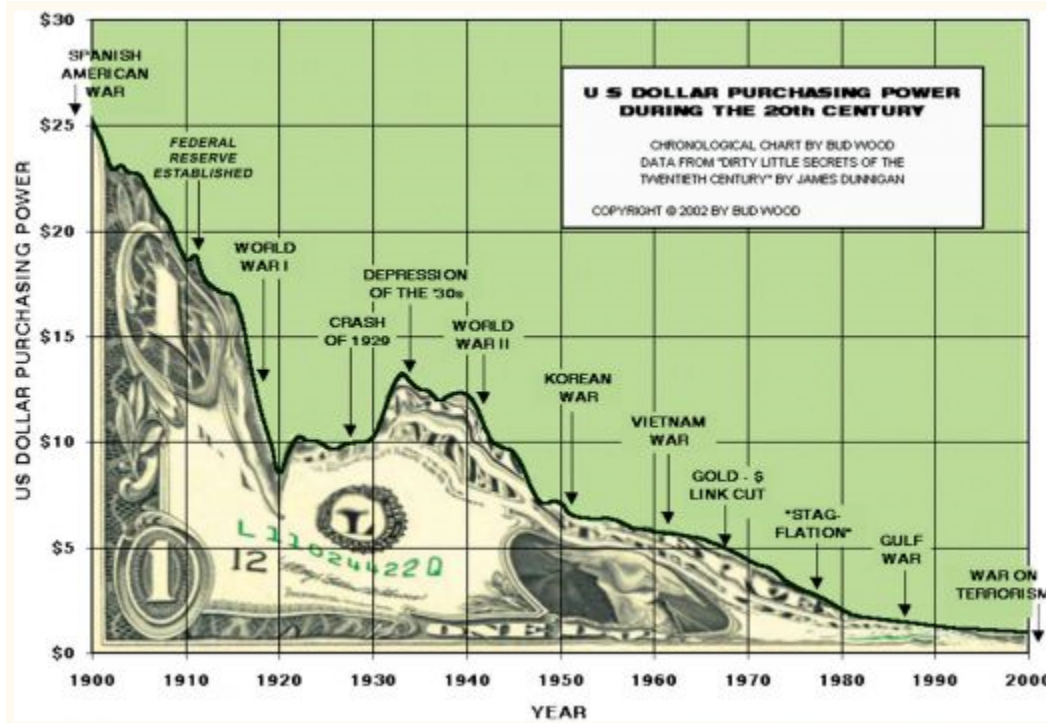 $30
SPANISH
AMERICAN
WAR
U S DOLLAR PURCHASING POWER
DURING THE 20th CENTURY
CHRONOLOGICAL CHART BY BUD WOOD
DATA FROM "DIRTY LITTLE SECRETS OF THE
TWENTIETH CENTURY" BY JAMES DUNNIGAN
COPYRIGHT @ 2002 BY BUD WOOD
$25
FEDERAL
RESERVE
ESTABLISHED
$20
WORLD
WAR I
DEPRESSION
OF THE '30s
CRASH
OF 1929
WORLD
WAR II
$15
KOREAN
WAR
VIETNAM
WAR
GOLD - $
LINK CUT
"STAG-
FLATION"
GULF
WAR
WAR ON
TERRORISM
$10
$5
$0
US DOLLAR PURCHASING POWER
1
L
L11024422Q
12
1
ONE D
1900 1910 1920 1930 1940 1950 1960 1970 1980 1990 2000
YEAR